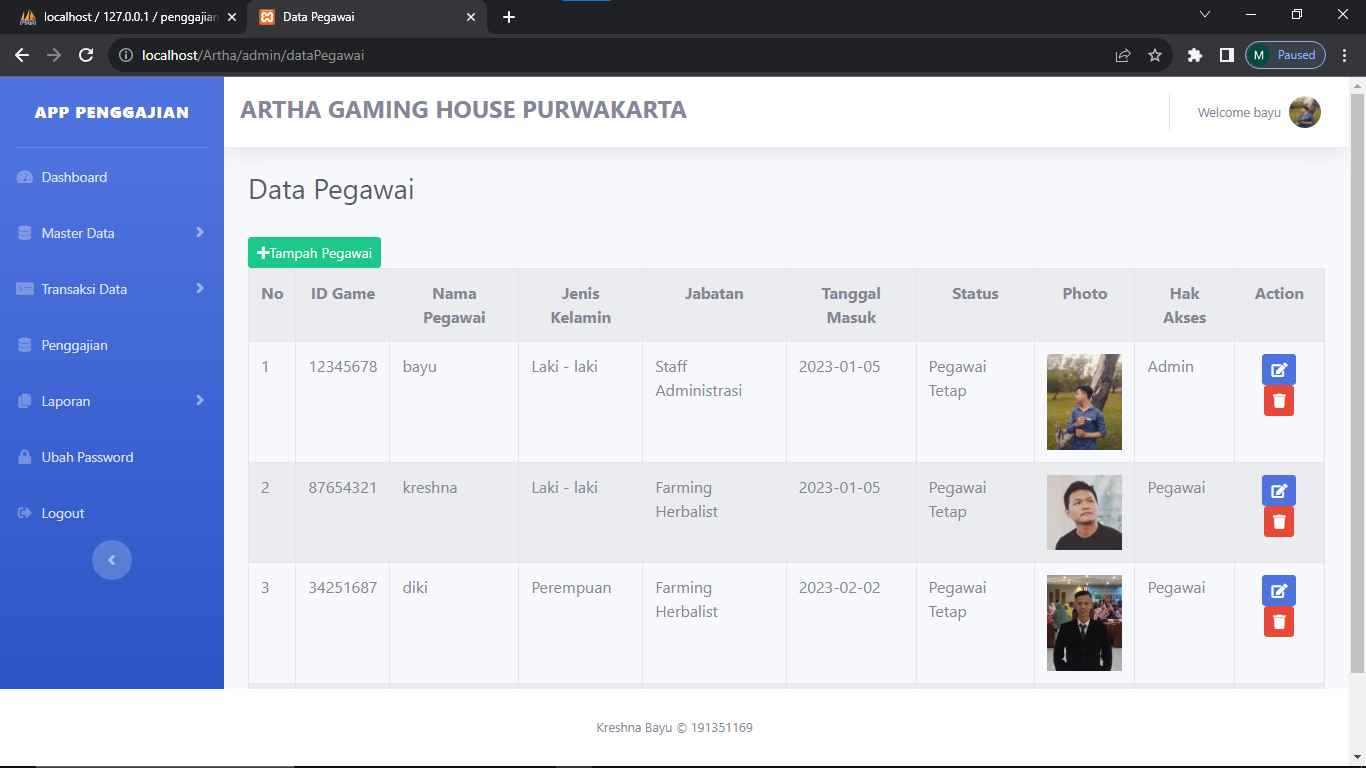 localhost / 127.0.0.1 / penggajian
Data Pegawai
localhost/Artha/admin/dataPegawai
M Paused
APP PENGGAJIAN
ARTHA GAMING HOUSE PURWAKARTA
Welcome bayu
Dashboard
Master Data
Transaksi Data
Penggajian
Laporan
Ubah Password
Logout
Data Pegawai
Tampah Pegawai
No ID Game Nama Pegawai Jenis Kelamin Jabatan Tanggal Masuk Status Photo Hak Akses Action
1 12345678 bayu Laki - laki Staff Administrasi 2023-01-05 Pegawai Tetap Admin
2 87654321 kreshna Laki - laki Farming Herbalist 2023-01-05 Pegawai Tetap Pegawai
3 34251687 diki Perempuan Farming Herbalist 2023-02-02 Pegawai Tetap Pegawai
Kreshna Bayu © 191351169